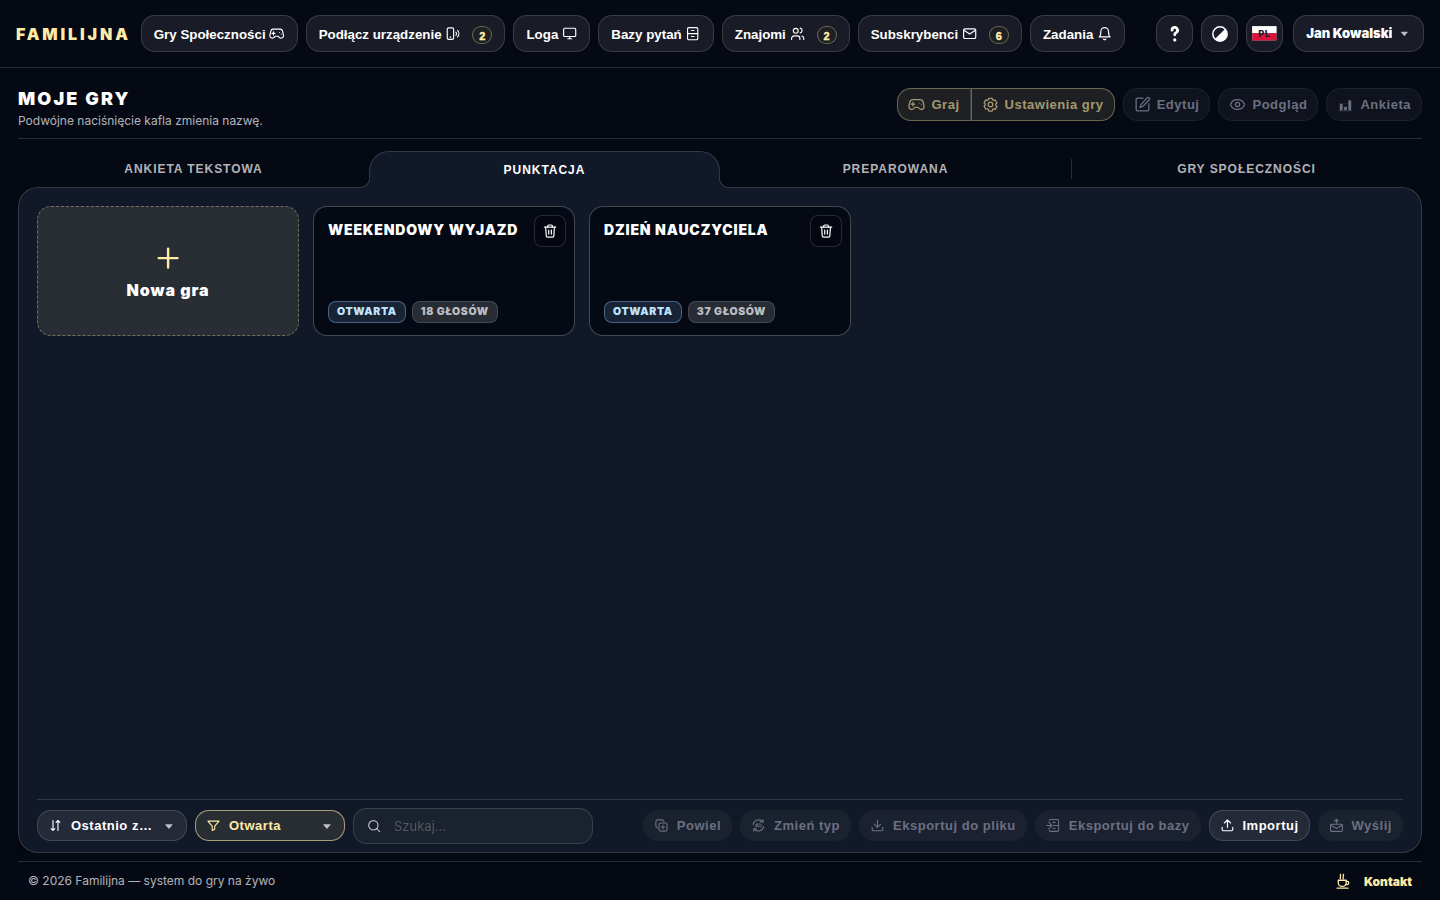 FAMILIJNA
Gry Społeczności
Podłącz urządzenie 2
Loga
Bazy pytań
Znajomi 2
Subskrybenci 6
Zadania
?
PL
Jan Kowalski
MOJE GRY
Podwójne naciśnięcie kafla zmienia nazwę.
Graj
Ustawienia gry
Edytuj
Podgląd
Ankieta
ANKIETA TEKSTOWA
PUNKTACJA
PREPAROWANA
GRY SPOŁECZNOŚCI
Nowa gra
WEEKENDOWY WYJAZD
OTWARTA
18 GŁOSÓW
DZIEŃ NAUCZYCIELA
OTWARTA
37 GŁOSÓW
Ostatnio z...
Otwarta
Szukaj...
Powiel
Zmień typ
Eksportuj do pliku
Eksportuj do bazy
Importuj
Wyślij
© 2026 Familijna — system do gry na żywo
Kontakt